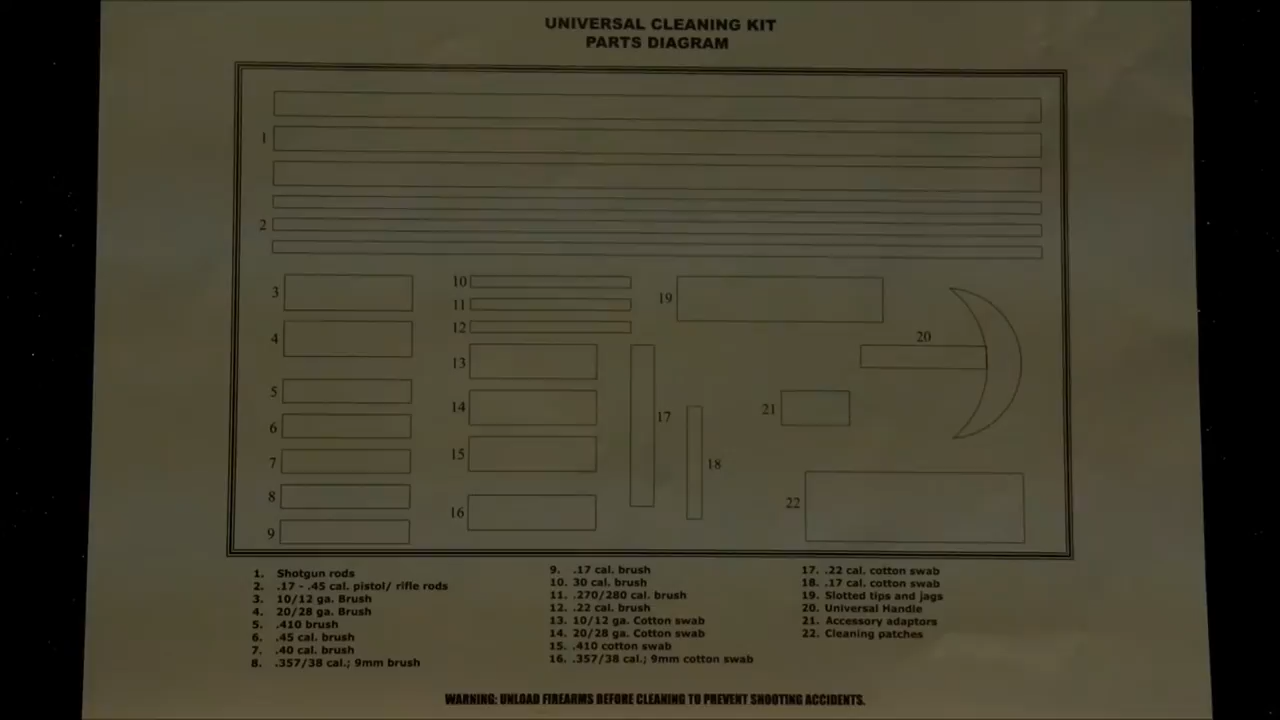 UNIVERSAL CLEANING KIT
PARTS DIAGRAM
1
2
3
4
5
6
7
8
9
10
11
12
13
14
15
16
17
18
19
20
21
22
1. Shotgun rods
2. .17 - .45 cal. pistol/ rifle rods
3. 10/12 ga. Brush
4. 20/28 ga. Brush
5. .410 brush
6. .45 cal. brush
7. .40 cal. brush
8. .357/38 cal.; 9mm brush
9. .17 cal. brush
10. 30 cal. brush
11. .270/280 cal. brush
12. .22 cal. brush
13. 10/12 ga. Cotton swab
14. 20/28 ga. Cotton swab
15. .410 cotton swab
16. .357/38 cal.; 9mm cotton swab
17. .22 cal. cotton swab
18. .17 cal. cotton swab
19. Slotted tips and jags
20. Universal Handle
21. Accessory adaptors
22. Cleaning patches
WARNING: UNLOAD FIREARMS BEFORE CLEANING TO PREVENT SHOOTING ACCIDENTS.